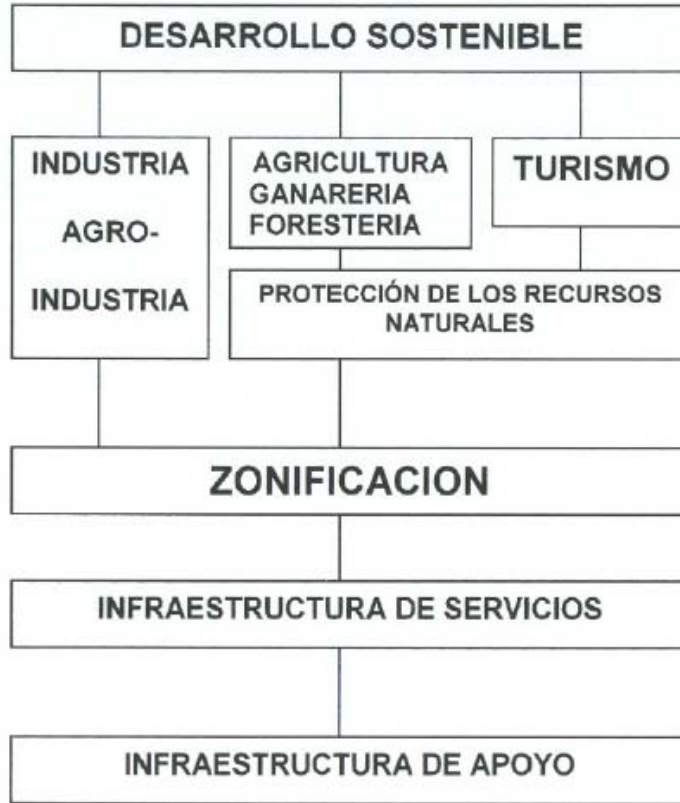 DESARROLLO SOSTENIBLE
INDUSTRIA
AGRO-
INDUSTRIA
AGRICULTURA
GANARERIA
FORESTERIA
TURISMO
PROTECCIÓN DE LOS RECURSOS
NATURALES
ZONIFICACION
INFRAESTRUCTURA DE SERVICIOS
INFRAESTRUCTURA DE APOYO